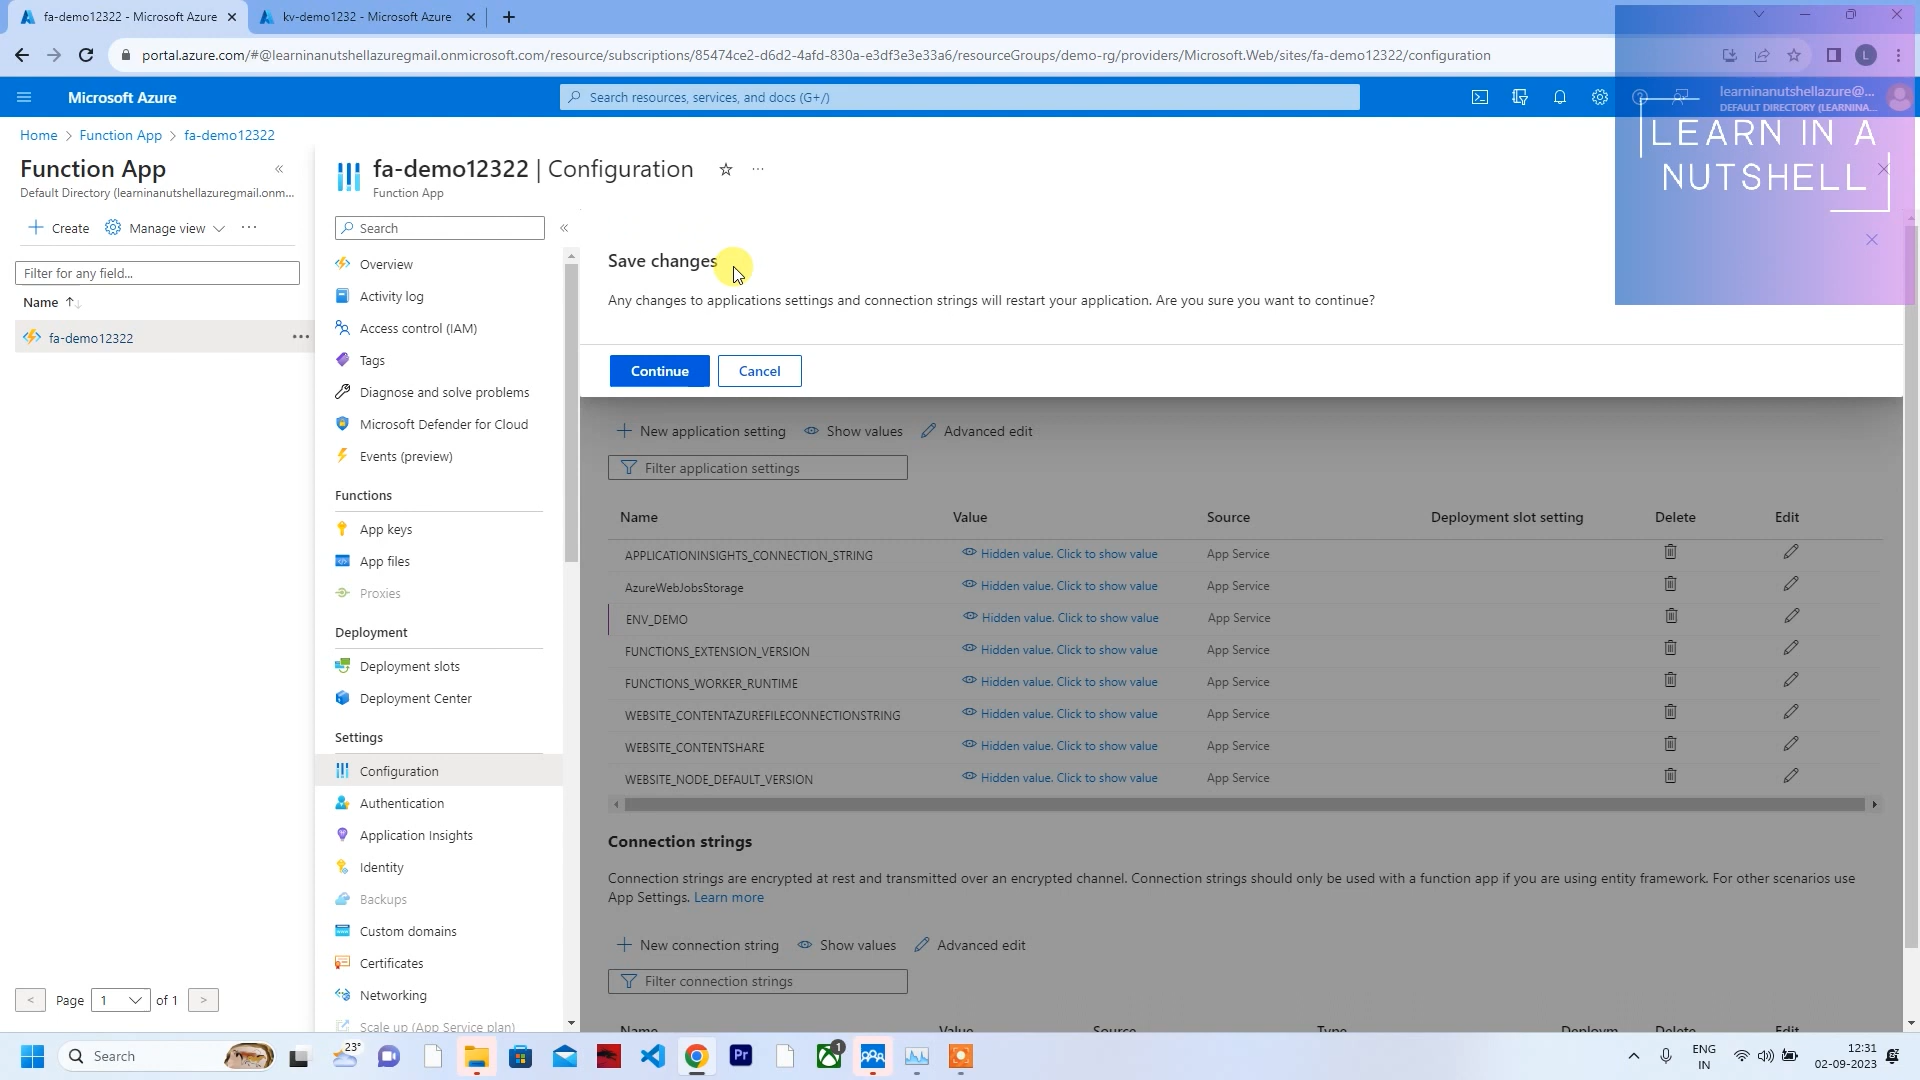 fa-demo12322 - Microsoft Azure
kv-demo1232 - Microsoft Azure
portal.azure.com/#@learninanutshellazuregmail.onmicrosoft.com/resource/subscriptions/85474ce2-d6d2-4afd-830a-e3df3e3e33a6/resourceGroups/demo-rg/providers/Microsoft.Web/sites/fa-demo12322/configuration
L
Microsoft Azure
Search resources, services, and docs (G+/)
learninanutshellazure@...
DEFAULT DIRECTORY (LEARNINA...
LEARN IN A
NUTSHELL
Home > Function App > fa-demo12322
Function App
Default Directory (learninanutshellazuregmail.onm...
Create
Manage view
Filter for any field...
Name
fa-demo12322
Page 1 of 1
fa-demo12322 | Configuration
Function App
Search
Overview
Activity log
Access control (IAM)
Tags
Diagnose and solve problems
Microsoft Defender for Cloud
Events (preview)
Functions
App keys
App files
Proxies
Deployment
Deployment slots
Deployment Center
Settings
Configuration
Authentication
Application Insights
Identity
Backups
Custom domains
Certificates
Networking
Scale up (App Service plan)
Save changes
Any changes to applications settings and connection strings will restart your application. Are you sure you want to continue?
Continue
Cancel
New application setting
Show values
Advanced edit
Filter application settings
Name Value Source Deployment slot setting Delete Edit
APPLICATIONINSIGHTS_CONNECTION_STRING Hidden value. Click to show value App Service
AzureWebJobsStorage Hidden value. Click to show value App Service
ENV_DEMO Hidden value. Click to show value App Service
FUNCTIONS_EXTENSION_VERSION Hidden value. Click to show value App Service
FUNCTIONS_WORKER_RUNTIME Hidden value. Click to show value App Service
WEBSITE_CONTENTAZUREFILECONNECTIONSTRING Hidden value. Click to show value App Service
WEBSITE_CONTENTSHARE Hidden value. Click to show value App Service
WEBSITE_NODE_DEFAULT_VERSION Hidden value. Click to show value App Service
Connection strings
Connection strings are encrypted at rest and transmitted over an encrypted channel. Connection strings should only be used with a function app if you are using entity framework. For other scenarios use
App Settings. Learn more
New connection string
Show values
Advanced edit
Filter connection strings
Name Value Source Type Deploym Delete Edit
Search
23°
Pr
1
ENG
IN
12:31
02-09-2023